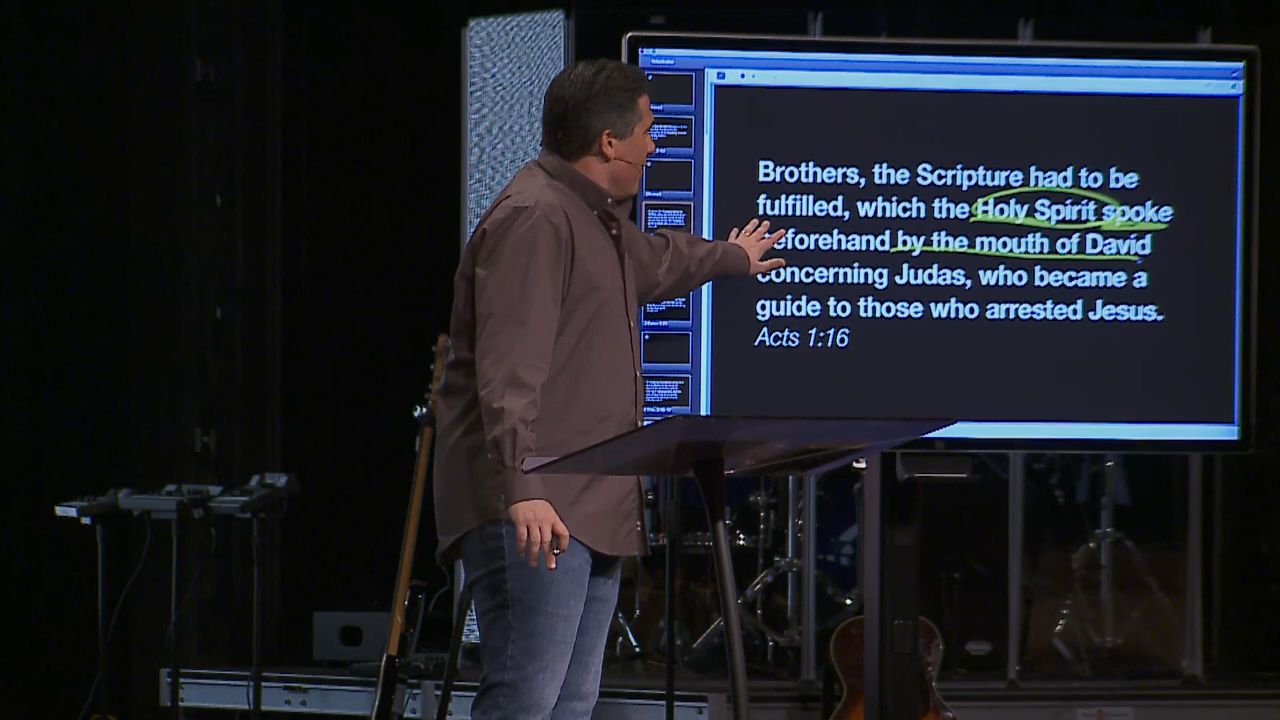 Brothers, the Scripture had to be
fulfilled, which the Holy Spirit spoke
beforehand by the mouth of David
concerning Judas, who became a
guide to those who arrested Jesus.
Acts 1:16